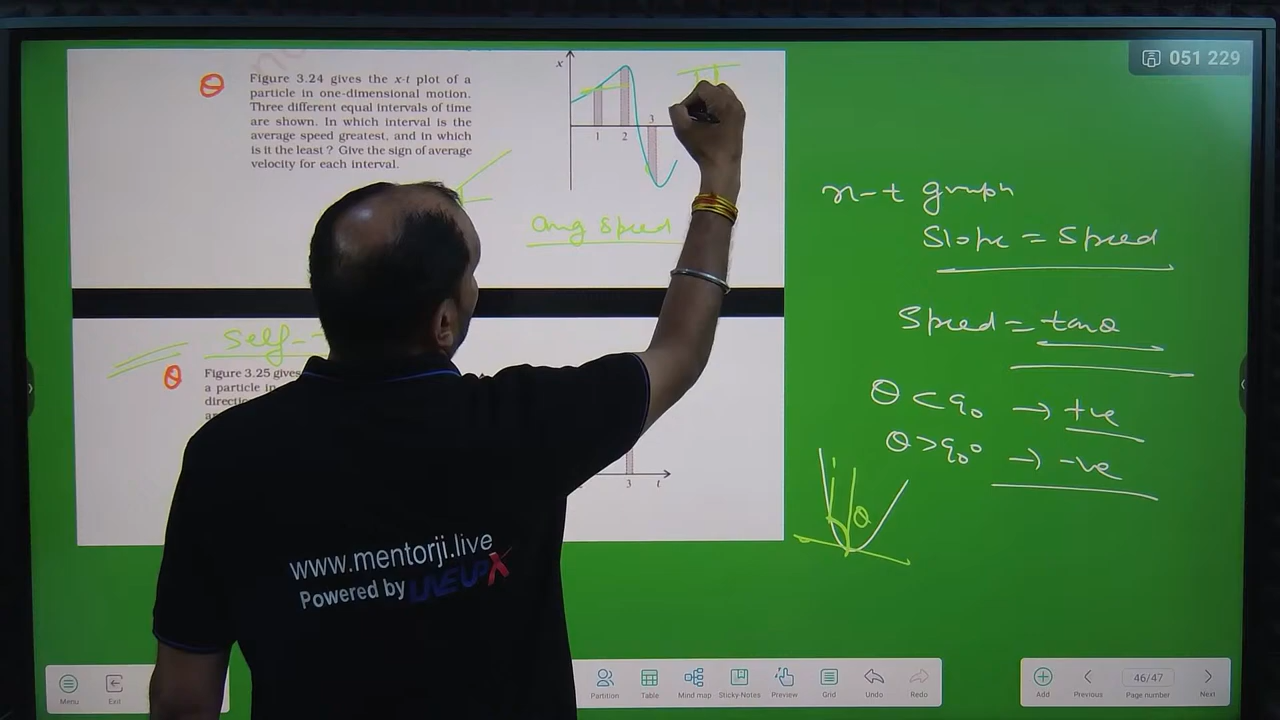 051 229
Figure 3.24 gives the x-t plot of a
particle in one-dimensional motion.
Three different equal intervals of time
are shown. In which interval is the
average speed greatest, and in which
is it the least ? Give the sign of average
velocity for each interval.
x
1
2
3
Avg Speed
x-t graph
Slope = Speed
Speed = tanθ
θ < 90 → +ve
θ > 90° → -ve
θ
Self-
θ
Figure 3.25 gives
a particle in
3
t
www.mentorji.live
Powered by LIVEUPX
Menu
Exit
Partition
Table
Mind map
Sticky-Notes
Preview
Grid
Undo
Redo
Add
Previous
46/47
Page number
Next